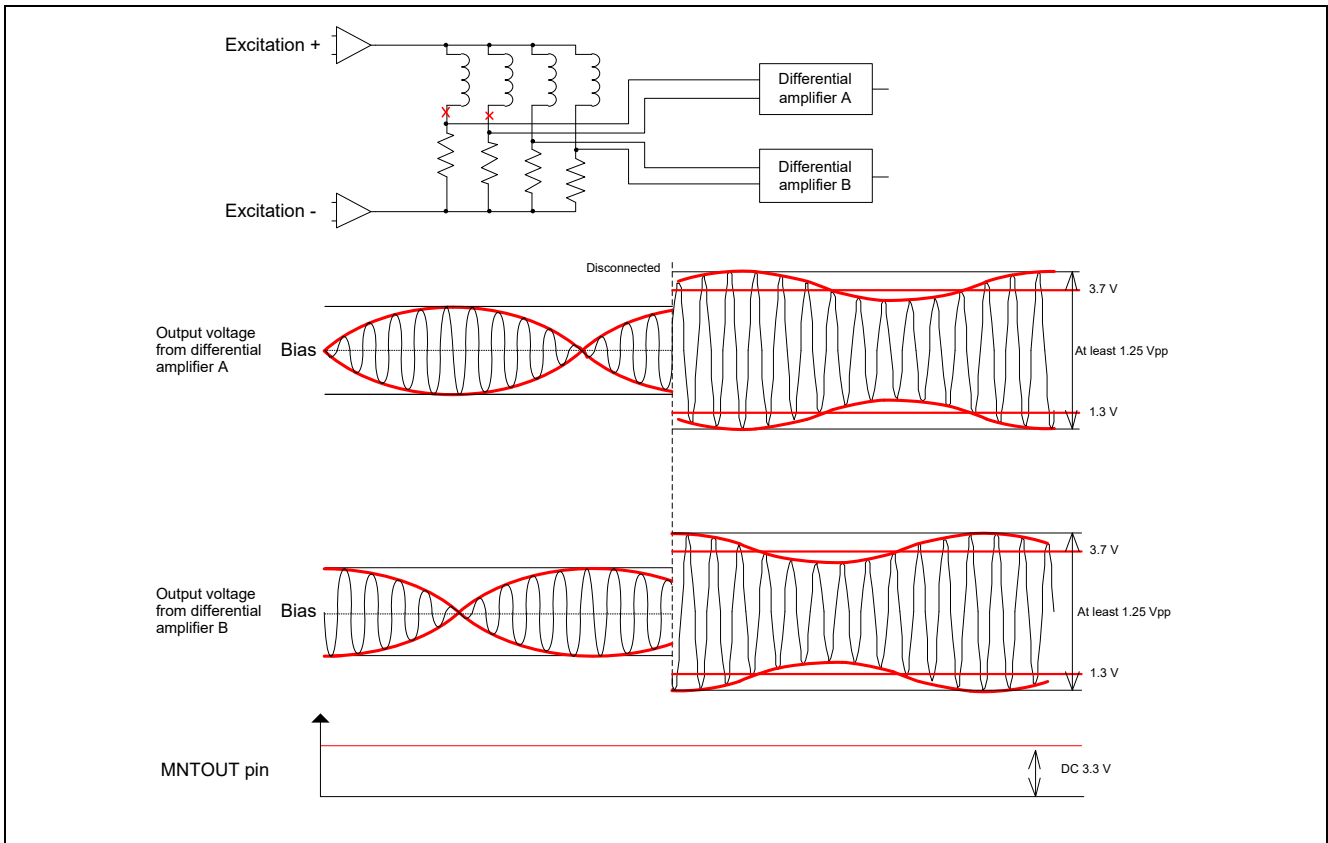 Excitation +
Differential
amplifier A
Differential
amplifier B
Excitation -
Disconnected
3.7 V
Output voltage
from differential
amplifier A
Bias
At least 1.25 Vpp
1.3 V
3.7 V
Output voltage
from differential
amplifier B
Bias
At least 1.25 Vpp
1.3 V
MNTOUT pin
DC 3.3 V